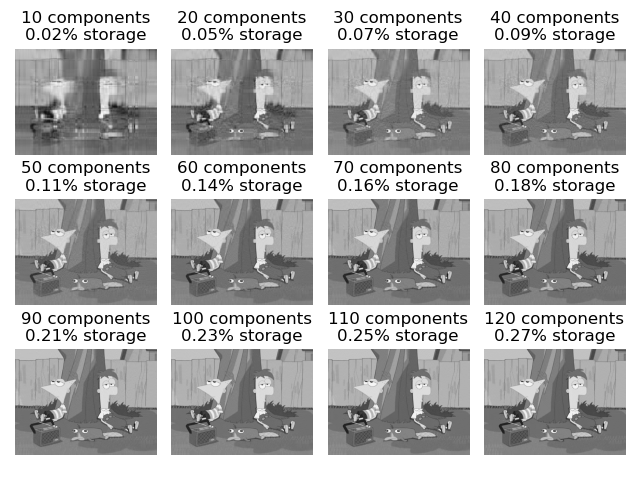 10 components
0.02% storage
20 components
0.05% storage
30 components
0.07% storage
40 components
0.09% storage
50 components
0.11% storage
60 components
0.14% storage
70 components
0.16% storage
80 components
0.18% storage
90 components
0.21% storage
100 components
0.23% storage
110 components
0.25% storage
120 components
0.27% storage